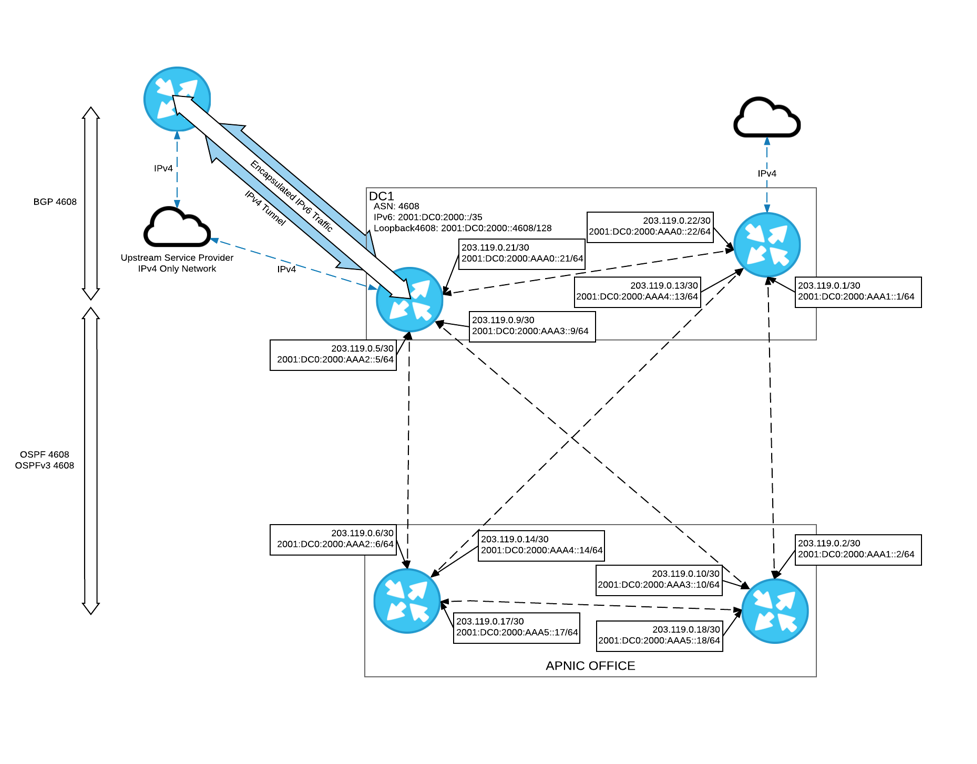 BGP 4608
OSPF 4608
OSPFv3 4608
IPv4
Upstream Service Provider
IPv4 Only Network
IPv4
Encapsulated IPv6 Traffic
IPv4 Tunnel
IPv4
DC1
ASN: 4608
IPv6: 2001:DC0:2000::/35
Loopback4608: 2001:DC0:2000::4608/128
203.119.0.22/30
2001:DC0:2000:AAA0::22/64
203.119.0.21/30
2001:DC0:2000:AAA0::21/64
203.119.0.13/30
2001:DC0:2000:AAA4::13/64
203.119.0.1/30
2001:DC0:2000:AAA1::1/64
203.119.0.9/30
2001:DC0:2000:AAA3::9/64
203.119.0.5/30
2001:DC0:2000:AAA2::5/64
203.119.0.6/30
2001:DC0:2000:AAA2::6/64
203.119.0.14/30
2001:DC0:2000:AAA4::14/64
203.119.0.2/30
2001:DC0:2000:AAA1::2/64
203.119.0.10/30
2001:DC0:2000:AAA3::10/64
203.119.0.17/30
2001:DC0:2000:AAA5::17/64
203.119.0.18/30
2001:DC0:2000:AAA5::18/64
APNIC OFFICE